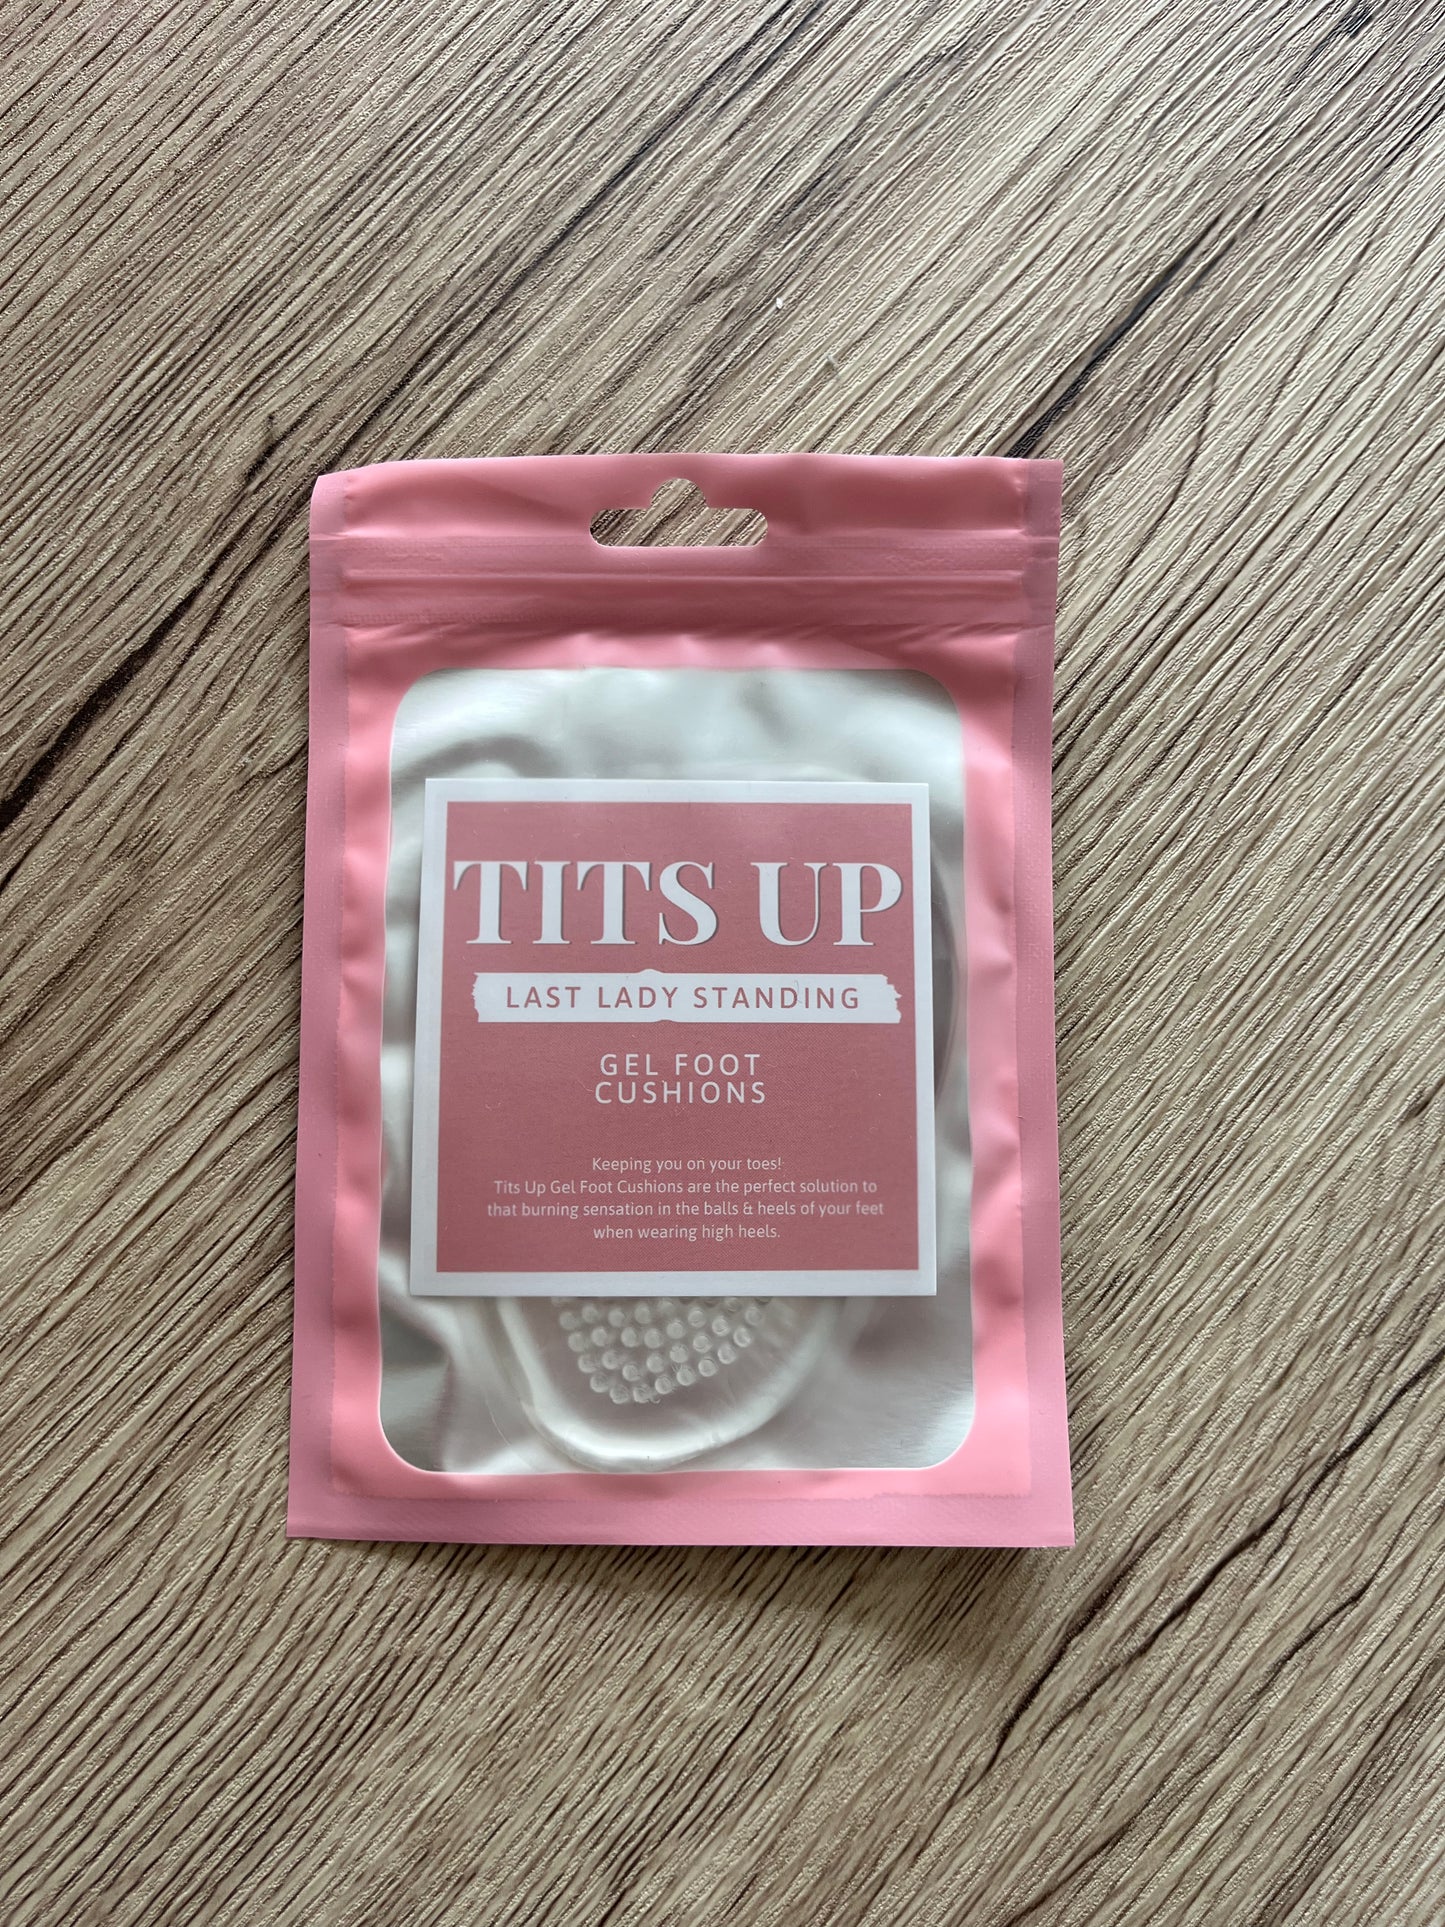 TITS UP
LAST LADY STANDING
GEL FOOT
CUSHIONS
Keeping you on your toes!
Tits Up Gel Foot Cushions are the perfect solution to
that burning sensation in the balls & heels of your feet
when wearing high heels.